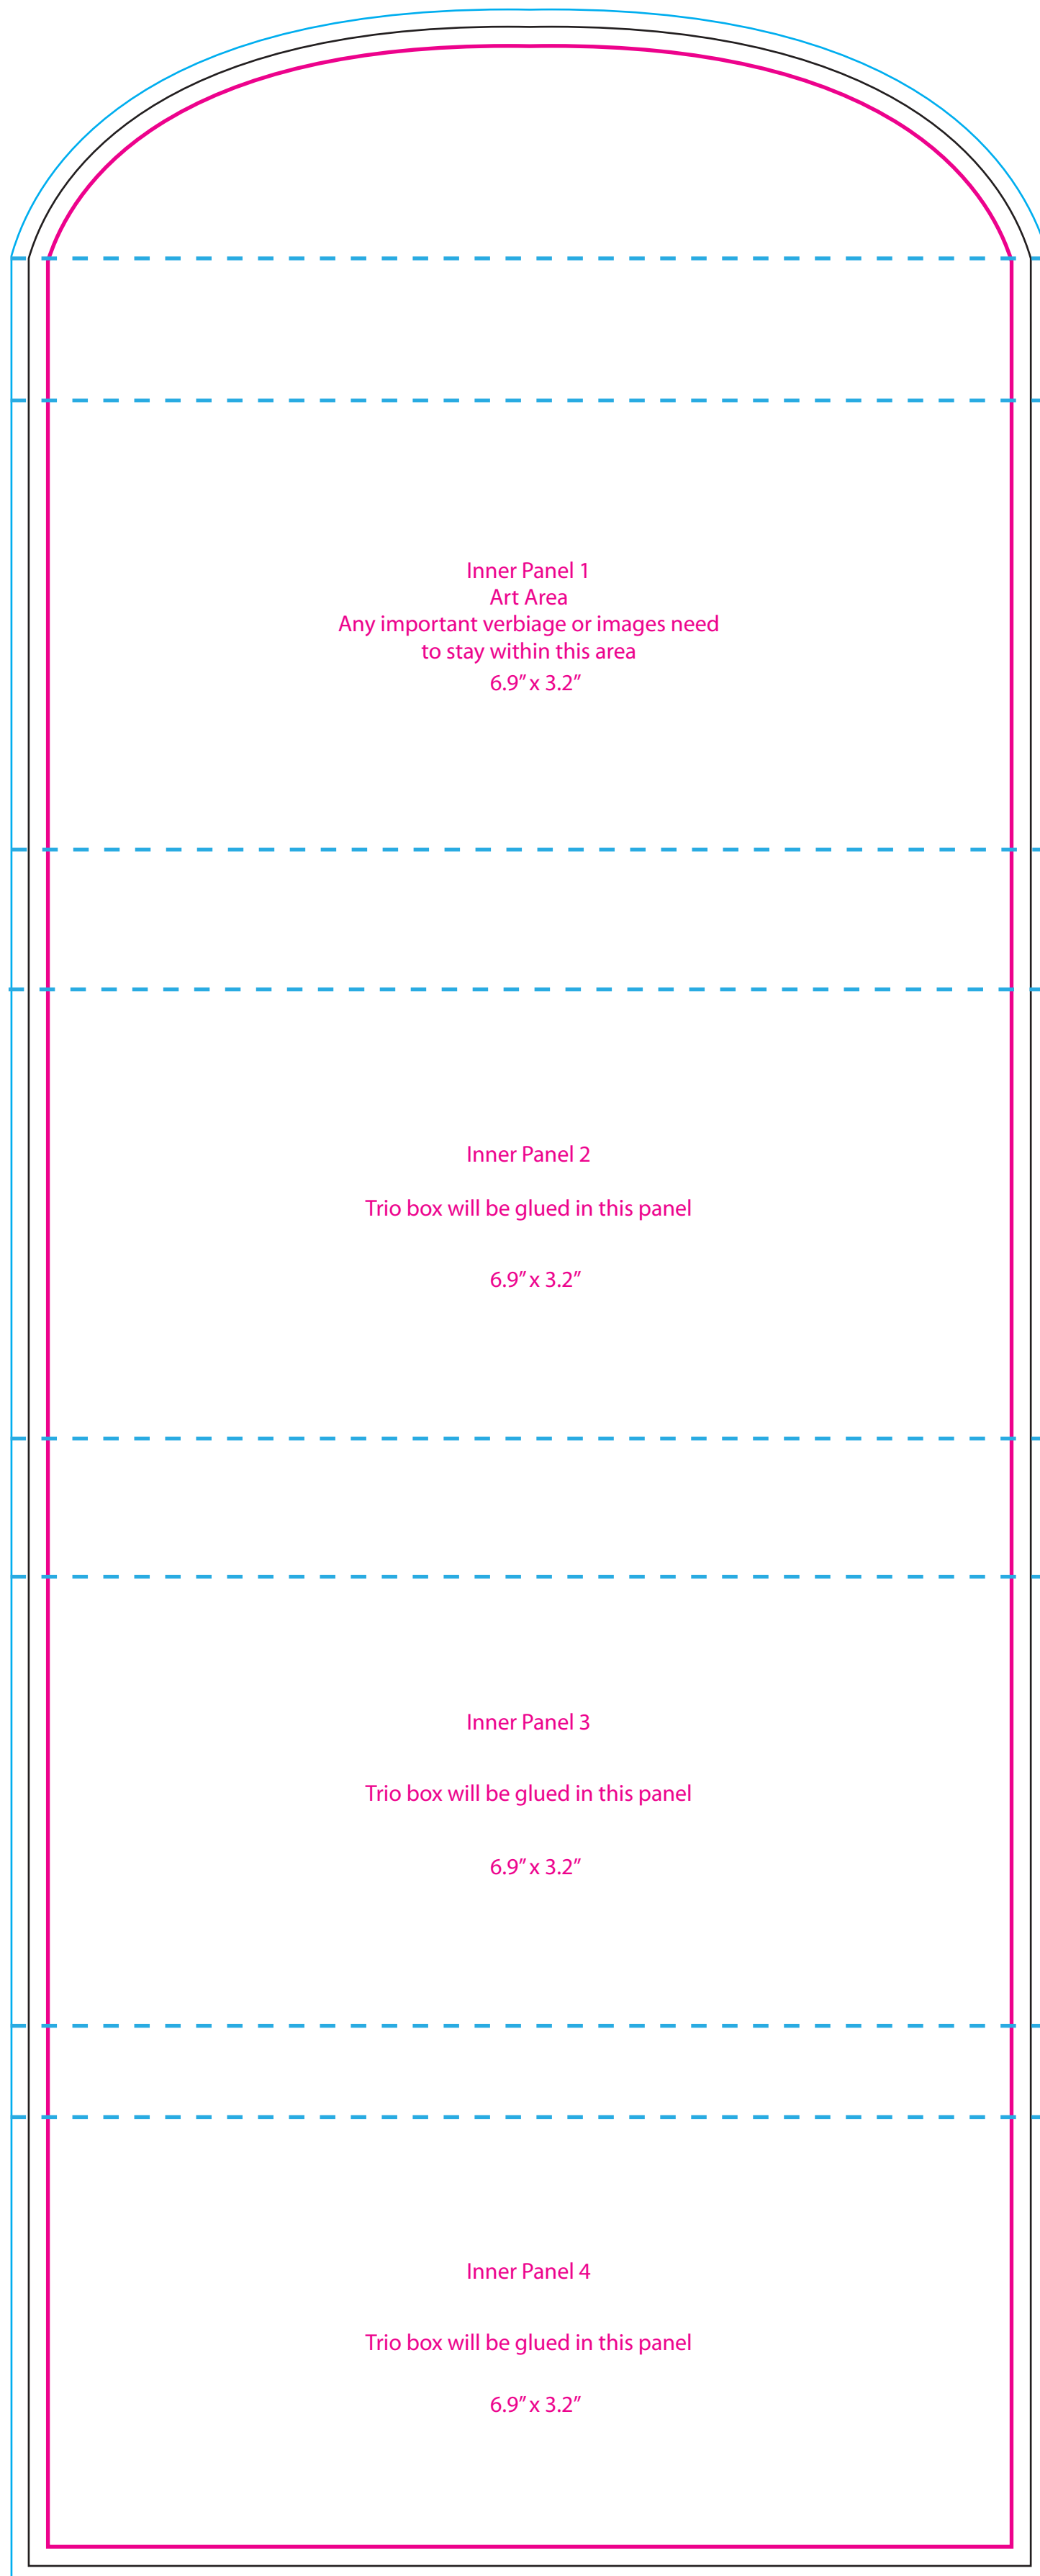 Inner Panel 1
Art Area
Any important verbiage or images need
to stay within this area
6.9” x 3.2”
Inner Panel 2
Trio box will be glued in this panel
6.9” x 3.2”
Inner Panel 3
Trio box will be glued in this panel
6.9” x 3.2”
Inner Panel 4
Trio box will be glued in this panel
6.9” x 3.2”